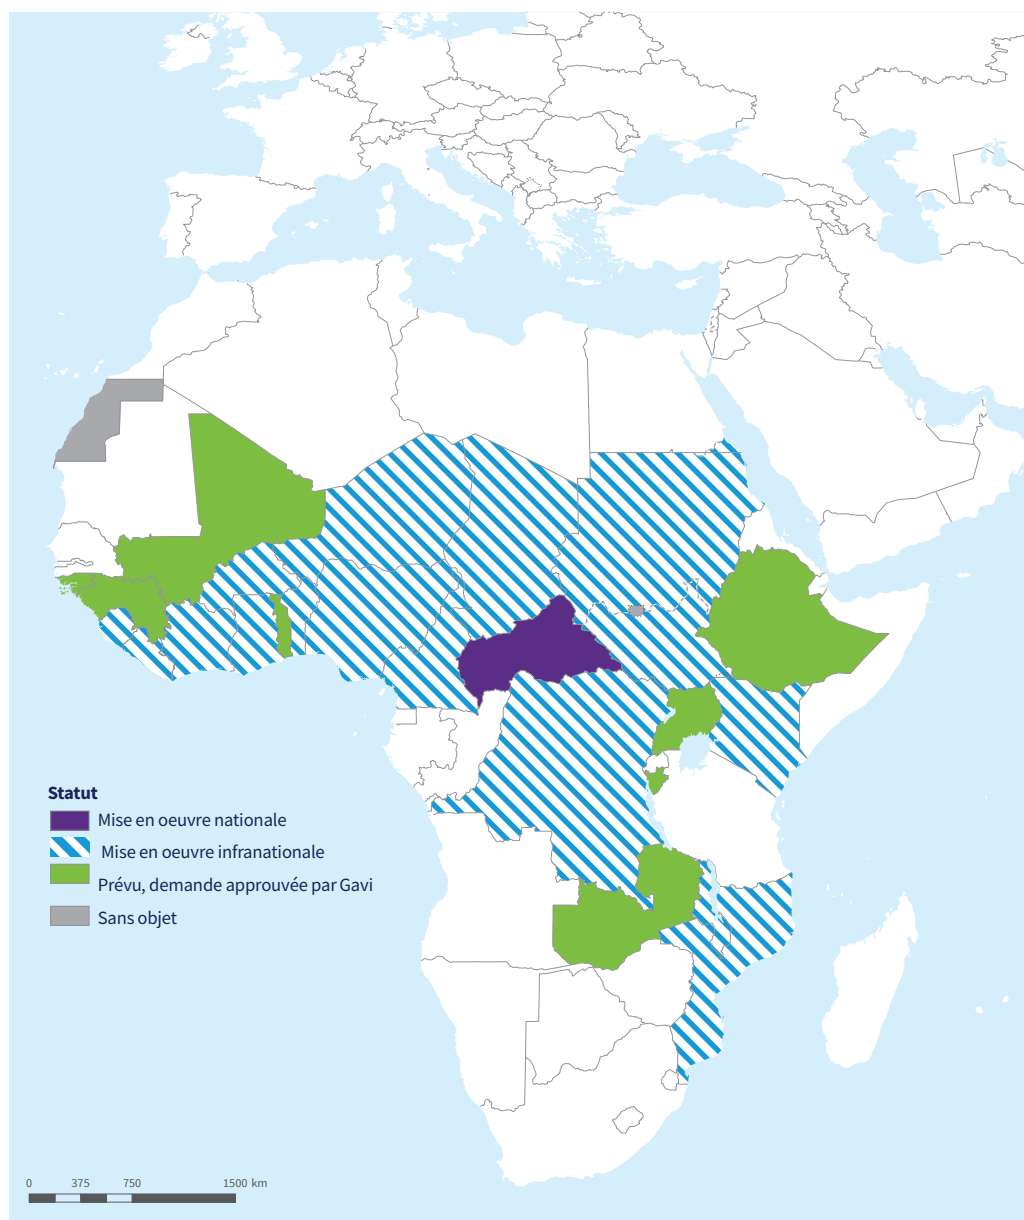 Statut
Mise en oeuvre nationale
Mise en oeuvre infranationale
Prévu, demande approuvée par Gavi
Sans objet
0 375 750 1500 km